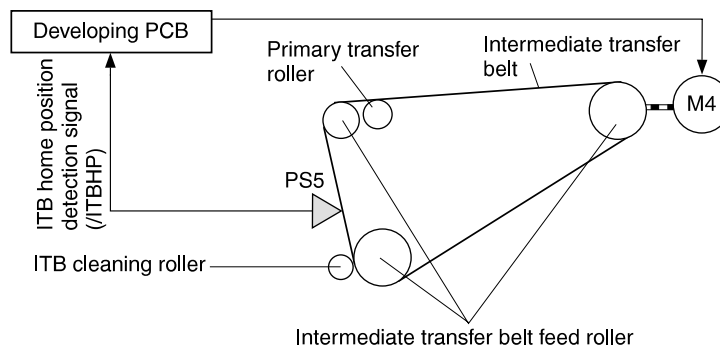 Developing PCB
Primary transfer
roller
Intermediate transfer
belt
M4
ITB home position
detection signal
(/ITBHP)
PS5
ITB cleaning roller
Intermediate transfer belt feed roller